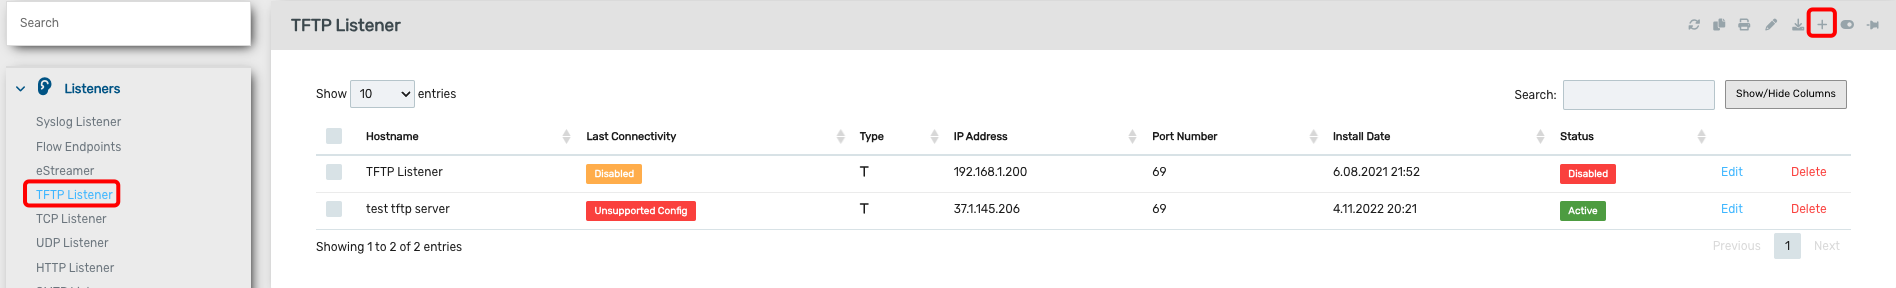 Search
Listeners
Syslog Listener
Flow Endpoints
eStreamer
TFTP Listener
TCP Listener
UDP Listener
HTTP Listener
TFTP Listener
Show 10 entries
Search:
Show/Hide Columns
Hostname Last Connectivity Type IP Address Port Number Install Date Status
TFTP Listener Disabled T 192.168.1.200 69 6.08.2021 21:52 Disabled Edit Delete
test tftp server Unsupported Config T 37.1.145.206 69 4.11.2022 20:21 Active Edit Delete
Showing 1 to 2 of 2 entries
Previous 1 Next